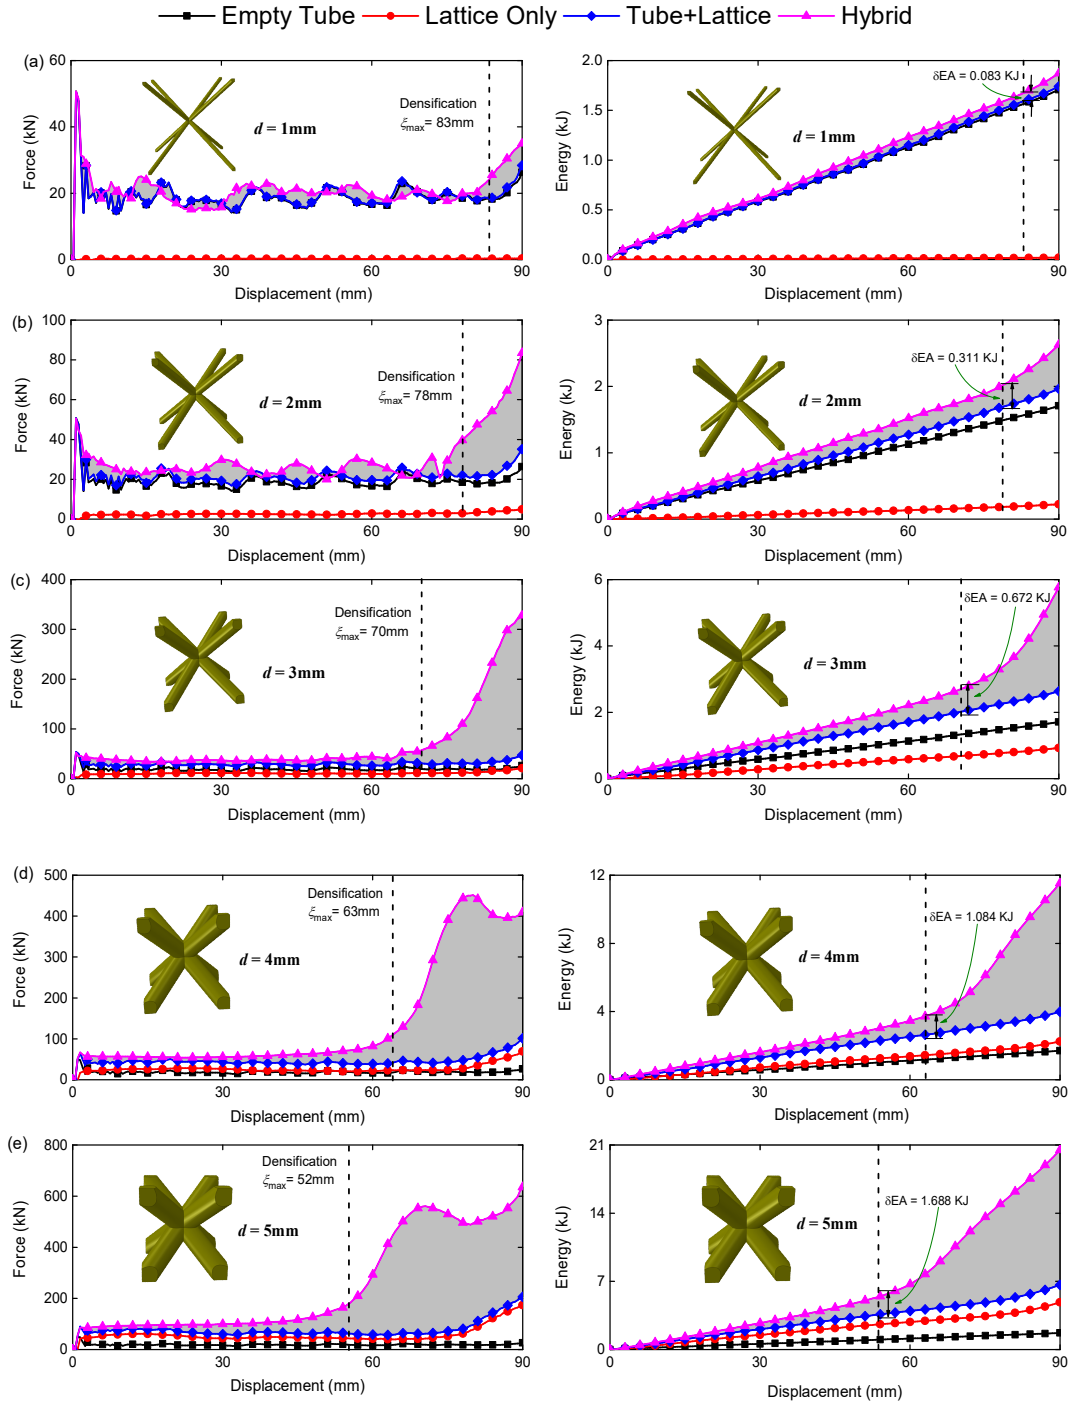 Empty Tube Lattice Only Tube+Lattice Hybrid
(a)
60
40
20
0
Force (kN)
d = 1mm
Densification
ξmax= 83mm
0 30 60 90
Displacement (mm)
2.0
1.5
1.0
0.5
0.0
Energy (kJ)
δEA = 0.083 KJ
d = 1mm
0 30 60 90
Displacement (mm)
(b)
100
80
60
40
20
0
Force (kN)
d = 2mm
Densification
ξmax= 78mm
0 30 60 90
Displacement (mm)
3
2
1
0
Energy (kJ)
δEA = 0.311 KJ
d = 2mm
0 30 60 90
Displacement (mm)
(c)
400
300
200
100
0
Force (kN)
d = 3mm
Densification
ξmax= 70mm
0 30 60 90
Displacement (mm)
6
4
2
0
Energy (kJ)
δEA = 0.672 KJ
d = 3mm
0 30 60 90
Displacement (mm)
(d)
500
400
300
200
100
0
Force (kN)
d = 4mm
Densification
ξmax= 63mm
0 30 60 90
Displacement (mm)
12
8
4
0
Energy (kJ)
δEA = 1.084 KJ
d = 4mm
0 30 60 90
Displacement (mm)
(e)
800
600
400
200
0
Force (kN)
d = 5mm
Densification
ξmax= 52mm
0 30 60 90
Displacement (mm)
21
14
7
0
Energy (kJ)
δEA = 1.688 KJ
d = 5mm
0 30 60 90
Displacement (mm)